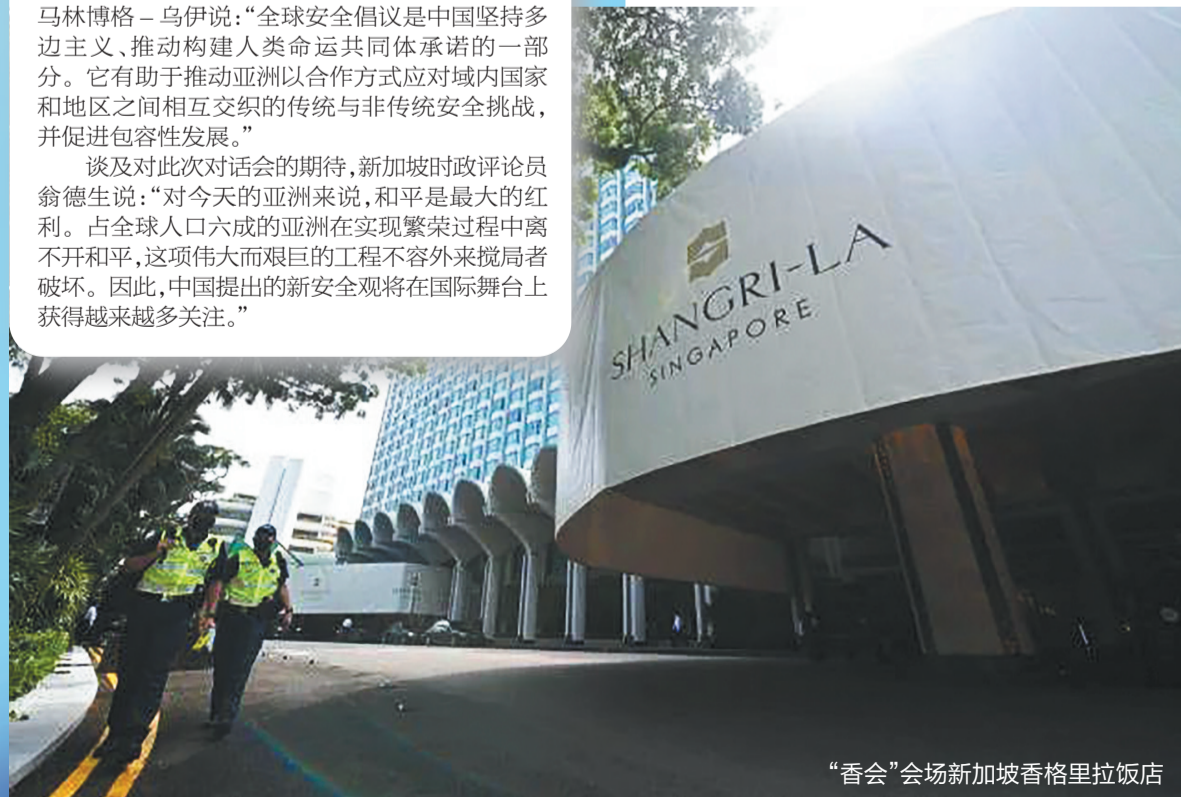 马林博格－乌伊说：“全球安全倡议是中国坚持多
边主义、推动构建人类命运共同体承诺的一部
分。它有助于推动亚洲以合作方式应对域内国家
和地区之间相互交织的传统与非传统安全挑战，
并促进包容性发展。”
谈及对此次对话会的期待，新加坡时政评论员
翁德生说：“对今天的亚洲来说，和平是最大的红
利。占全球人口六成的亚洲在实现繁荣过程中离
不开和平，这项伟大而艰巨的工程不容外来搅局者
破坏。因此，中国提出的新安全观将在国际舞台上
获得越来越多关注。”
SHANGRI-LA
SINGAPORE
“香会”会场新加坡香格里拉饭店